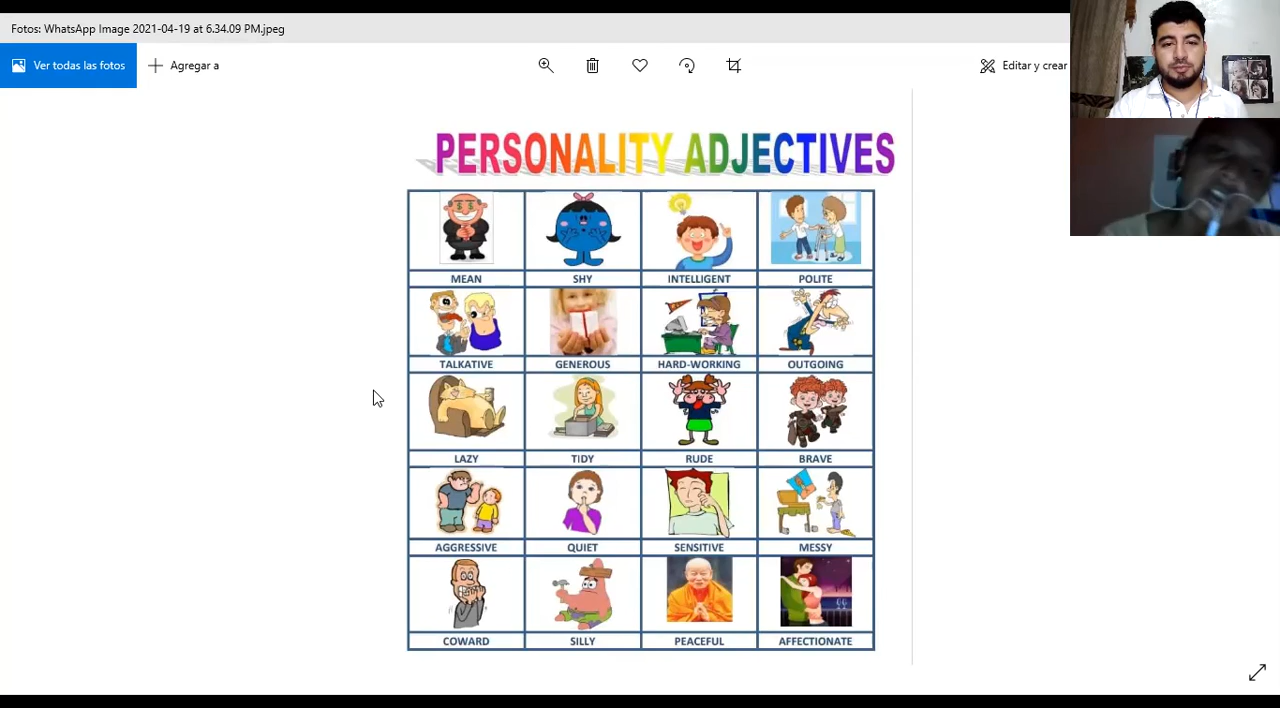 Fotos: WhatsApp Image 2021-04-19 at 6.34.09 PM.jpeg
Ver todas las fotos Agregar a Editar y crear
PERSONALITY ADJECTIVES
MEAN SHY INTELLIGENT POLITE
TALKATIVE GENEROUS HARD-WORKING OUTGOING
LAZY TIDY RUDE BRAVE
AGGRESSIVE QUIET SENSITIVE MESSY
COWARD SILLY PEACEFUL AFFECTIONATE